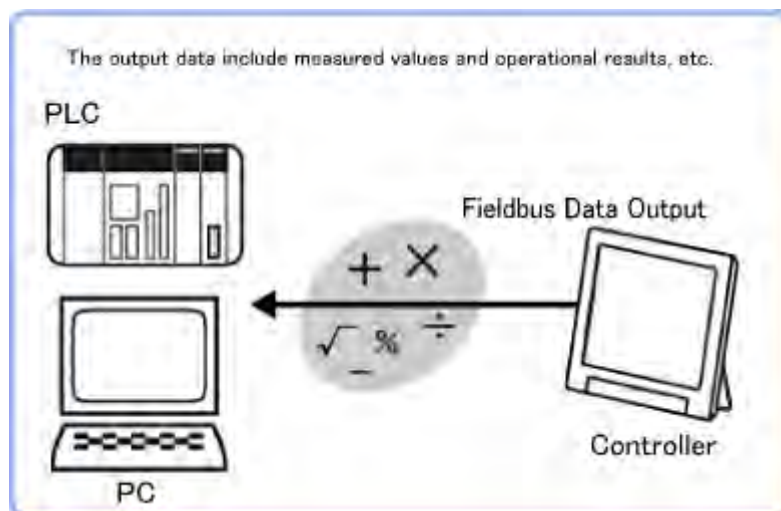 The output data include measured values and operational results, etc.
PLC
Fieldbus Data Output
+ ×
√ % ÷
−
Controller
PC